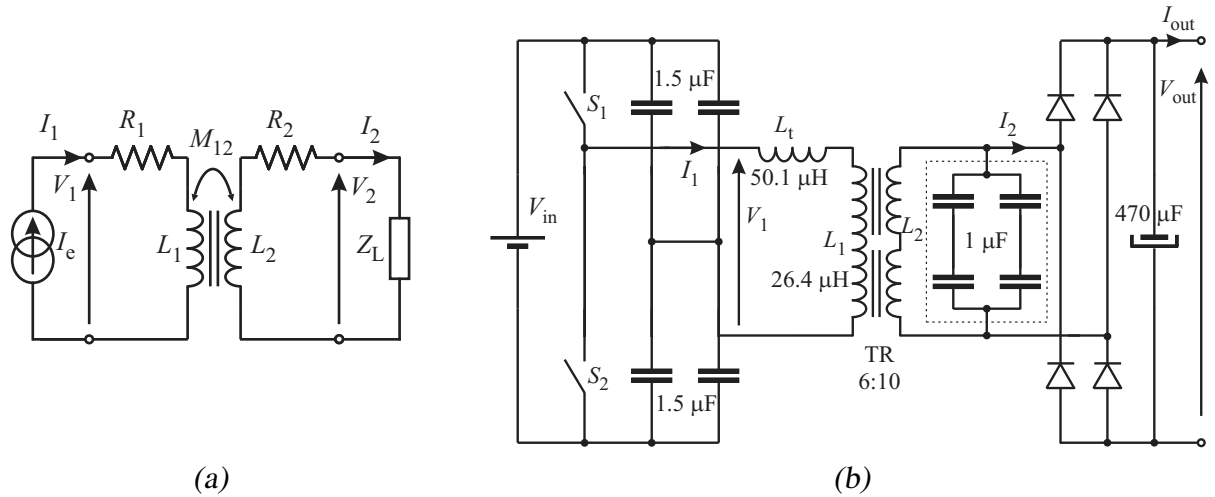 I1
R1
M12
R2
I2
V1
V2
Ie
L1
L2
ZL
(a)
Iout
1.5 µF
S1
Lt
I2
Vout
I1
50.1 µH
Vin
V1
L1
L2
470 µF
1 µF
26.4 µH
S2
TR
6:10
1.5 µF
(b)